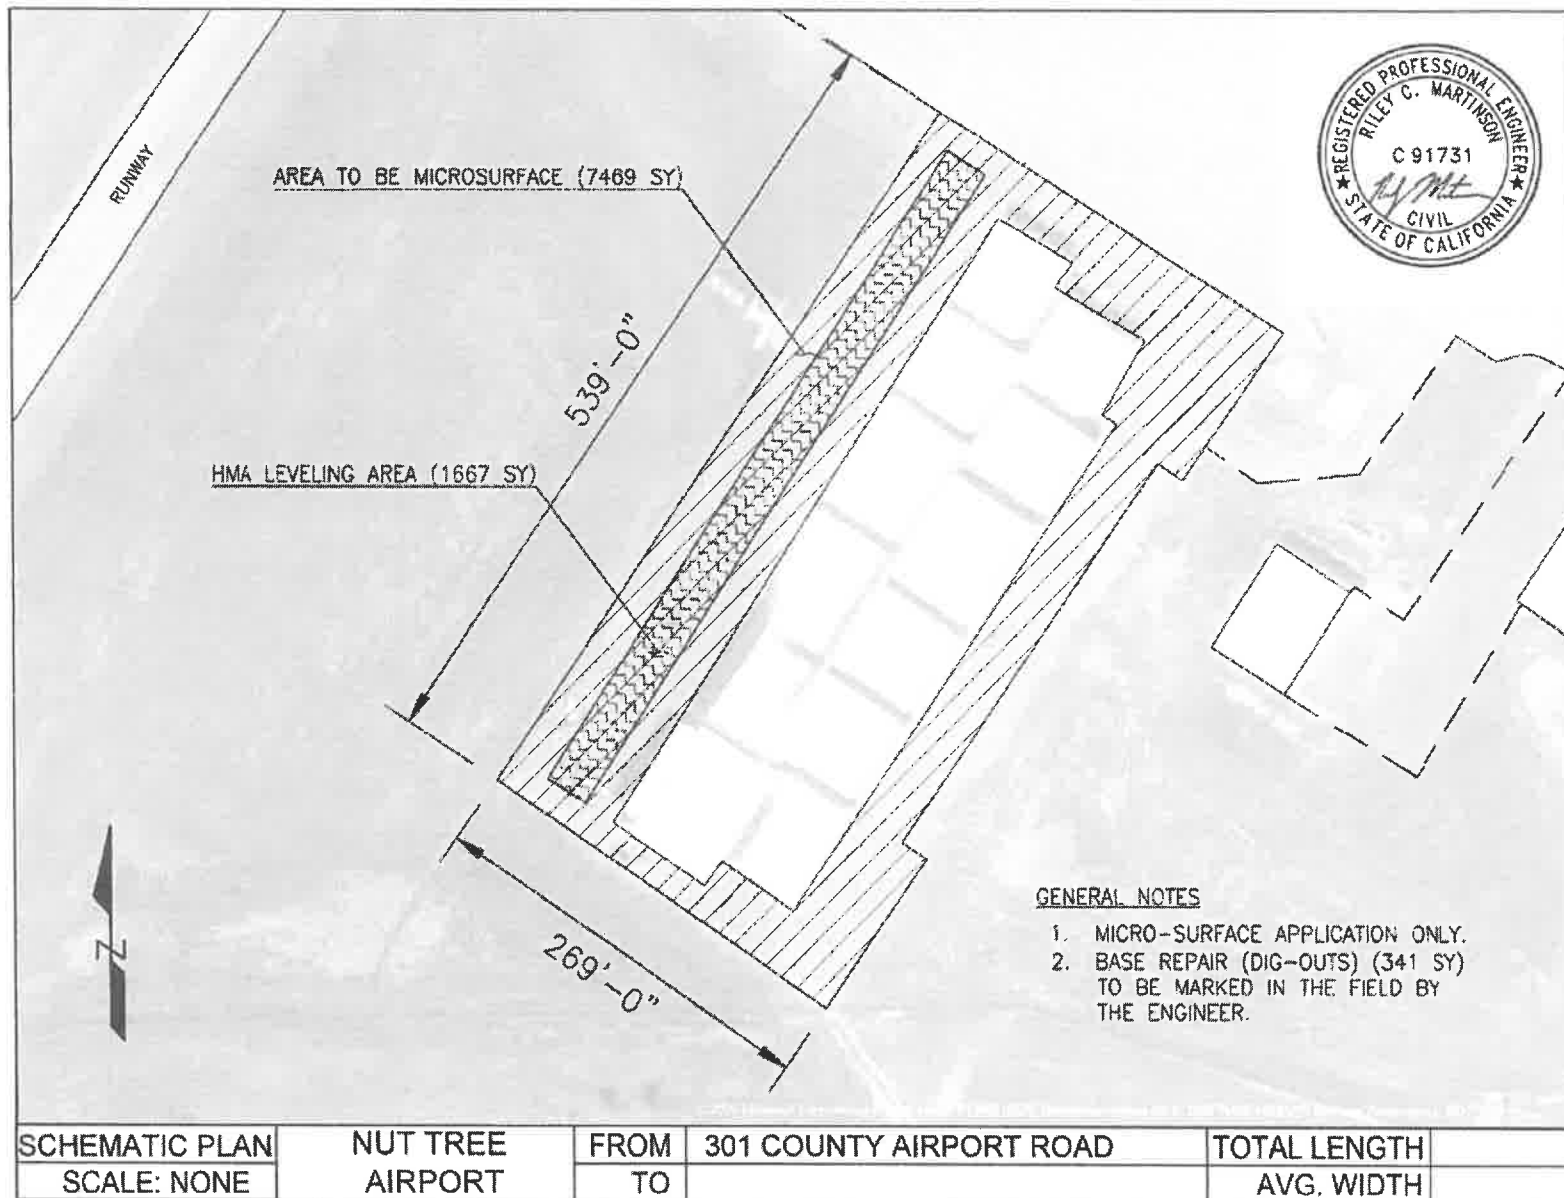 RUNWAY
AREA TO BE MICROSURFACE (7469 SY)
REGISTERED PROFESSIONAL ENGINEER
RILEY C. MARTINSON
C 91731
CIVIL
STATE OF CALIFORNIA
539'-0"
HMA LEVELING AREA (1667 SY)
269'-0"
N
GENERAL NOTES
1. MICRO-SURFACE APPLICATION ONLY.
2. BASE REPAIR (DIG-OUTS) (341 SY)
TO BE MARKED IN THE FIELD BY
THE ENGINEER.
SCHEMATIC PLAN
SCALE: NONE
NUT TREE
AIRPORT
FROM
TO
301 COUNTY AIRPORT ROAD
TOTAL LENGTH
AVG. WIDTH